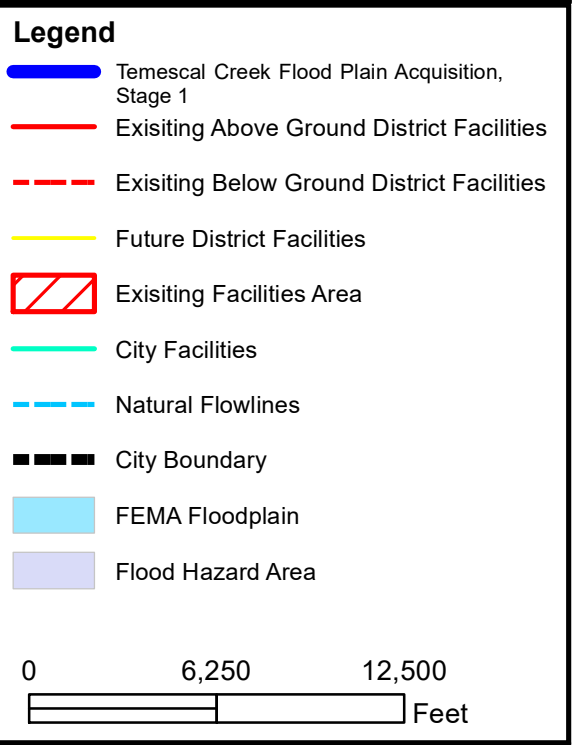 Legend
Temescal Creek Flood Plain Acquisition,
Stage 1
Exisiting Above Ground District Facilities
Exisiting Below Ground District Facilities
Future District Facilities
Exisiting Facilities Area
City Facilities
Natural Flowlines
City Boundary
FEMA Floodplain
Flood Hazard Area
0 6,250 12,500
Feet